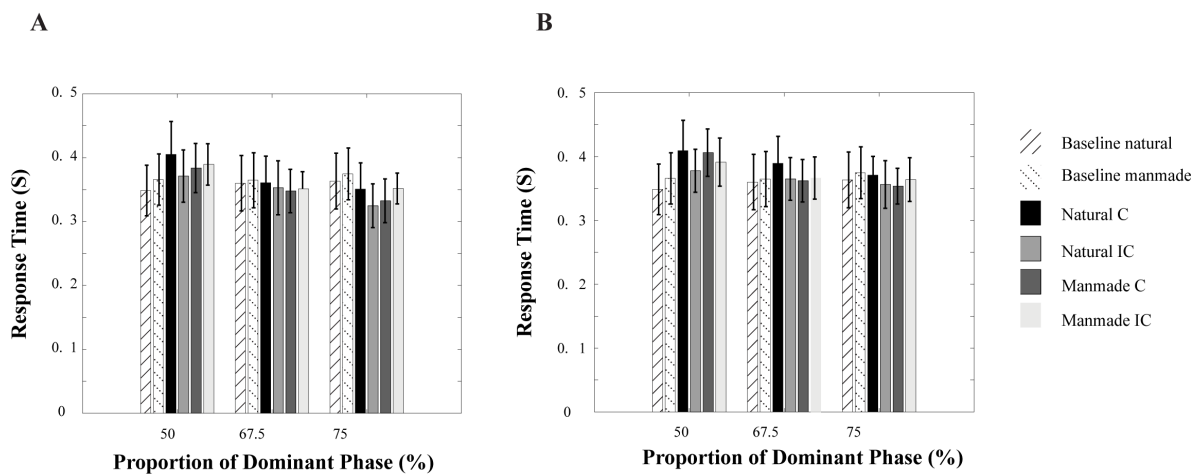 A
B
0. 5
0. 4
0. 3
0. 2
0. 1
0
Response Time (S)
50
67.5
75
Proportion of Dominant Phase (%)
0. 5
0. 4
0. 3
0. 2
0. 1
0
Response Time (S)
50
67.5
75
Proportion of Dominant Phase (%)
Baseline natural
Baseline manmade
Natural C
Natural IC
Manmade C
Manmade IC